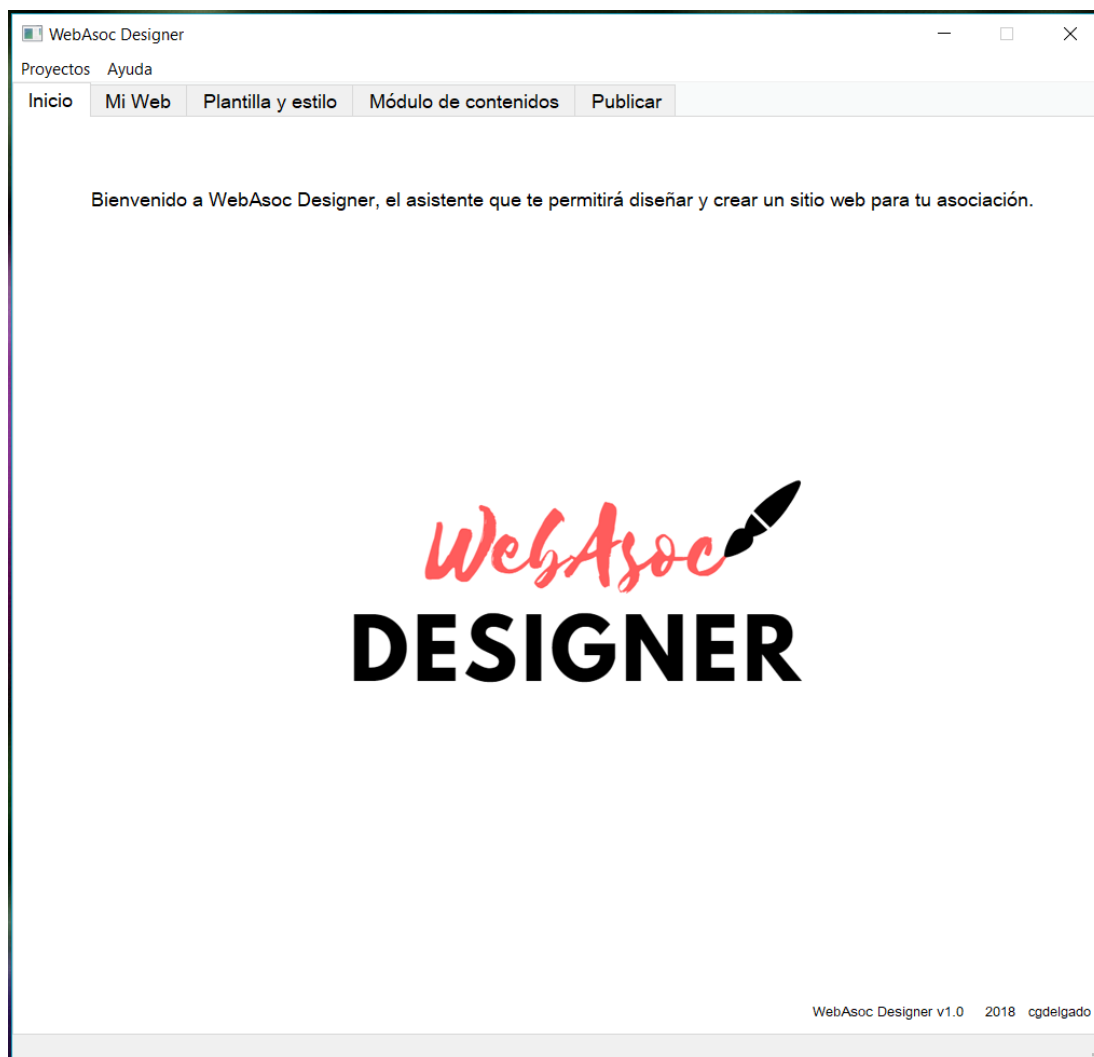 WebAsoc Designer
Proyectos Ayuda
Inicio Mi Web Plantilla y estilo Módulo de contenidos Publicar
Bienvenido a WebAsoc Designer, el asistente que te permitirá diseñar y crear un sitio web para tu asociación.
WebAsoc
DESIGNER
WebAsoc Designer v1.0 2018 cgdelgado